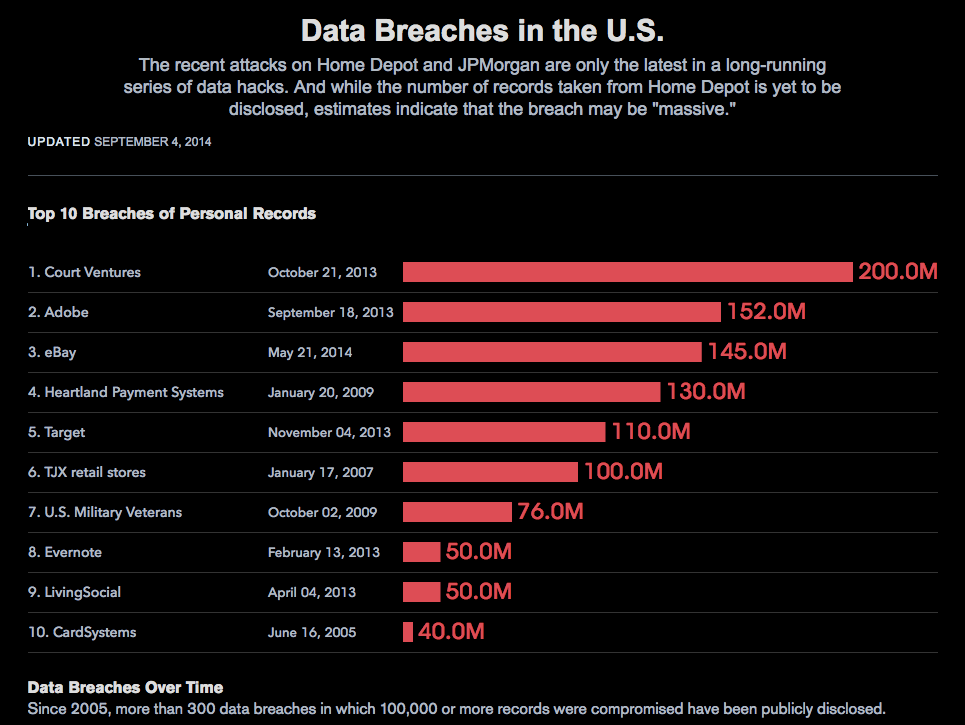 Data Breaches in the U.S.
The recent attacks on Home Depot and JPMorgan are only the latest in a long-running
series of data hacks. And while the number of records taken from Home Depot is yet to be
disclosed, estimates indicate that the breach may be "massive."
UPDATED SEPTEMBER 4, 2014
Top 10 Breaches of Personal Records
1. Court Ventures October 21, 2013 200.0M
2. Adobe September 18, 2013 152.0M
3. eBay May 21, 2014 145.0M
4. Heartland Payment Systems January 20, 2009 130.0M
5. Target November 04, 2013 110.0M
6. TJX retail stores January 17, 2007 100.0M
7. U.S. Military Veterans October 02, 2009 76.0M
8. Evernote February 13, 2013 50.0M
9. LivingSocial April 04, 2013 50.0M
10. CardSystems June 16, 2005 40.0M
Data Breaches Over Time
Since 2005, more than 300 data breaches in which 100,000 or more records were compromised have been publicly disclosed.